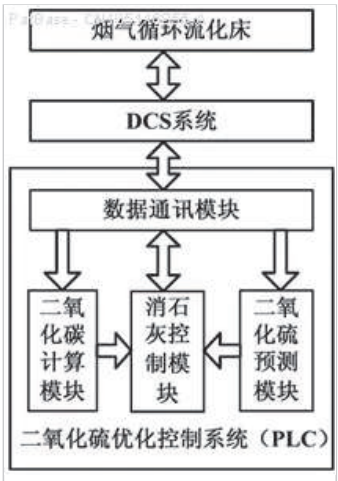 烟气循环流化床
DCS系统
数据通讯模块
二氧
化碳
计算
模块
消石
灰控
制模
块
二氧
化硫
预测
模块
二氧化硫优化控制系统（PLC）